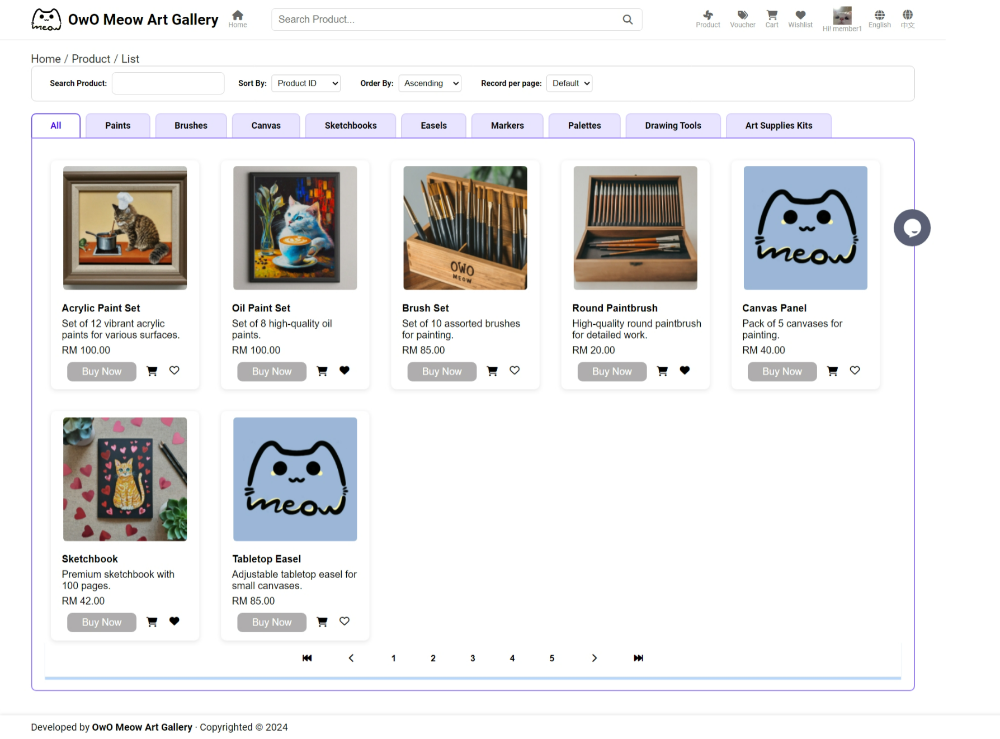 meow
OwO Meow Art Gallery
Home
Search Product...
Product
Voucher
Cart
Wishlist
Hi! member1
English
中文
Home / Product / List
Search Product:
Sort By: Product ID
Order By: Ascending
Record per page: Default
All
Paints
Brushes
Canvas
Sketchbooks
Easels
Markers
Palettes
Drawing Tools
Art Supplies Kits
Acrylic Paint Set
Set of 12 vibrant acrylic
paints for various surfaces.
RM 100.00
Buy Now
Oil Paint Set
Set of 8 high-quality oil
paints.
RM 100.00
Buy Now
OWO
MEOW
Brush Set
Set of 10 assorted brushes
for painting.
RM 85.00
Buy Now
Round Paintbrush
High-quality round paintbrush
for detailed work.
RM 20.00
Buy Now
meow
Canvas Panel
Pack of 5 canvases for
painting.
RM 40.00
Buy Now
Sketchbook
Premium sketchbook with
100 pages.
RM 42.00
Buy Now
meow
Tabletop Easel
Adjustable tabletop easel for
small canvases.
RM 85.00
Buy Now
1 2 3 4 5
Developed by OwO Meow Art Gallery · Copyrighted © 2024